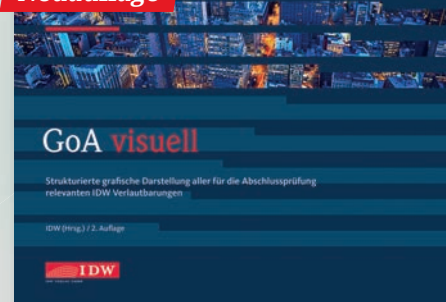 Neuauflage
GoA visuell
Strukturierte grafische Darstellung aller für die Abschlussprüfung
relevanten IDW Verlautbarungen
IDW (Hrsg.) / 2. Auflage
IDW